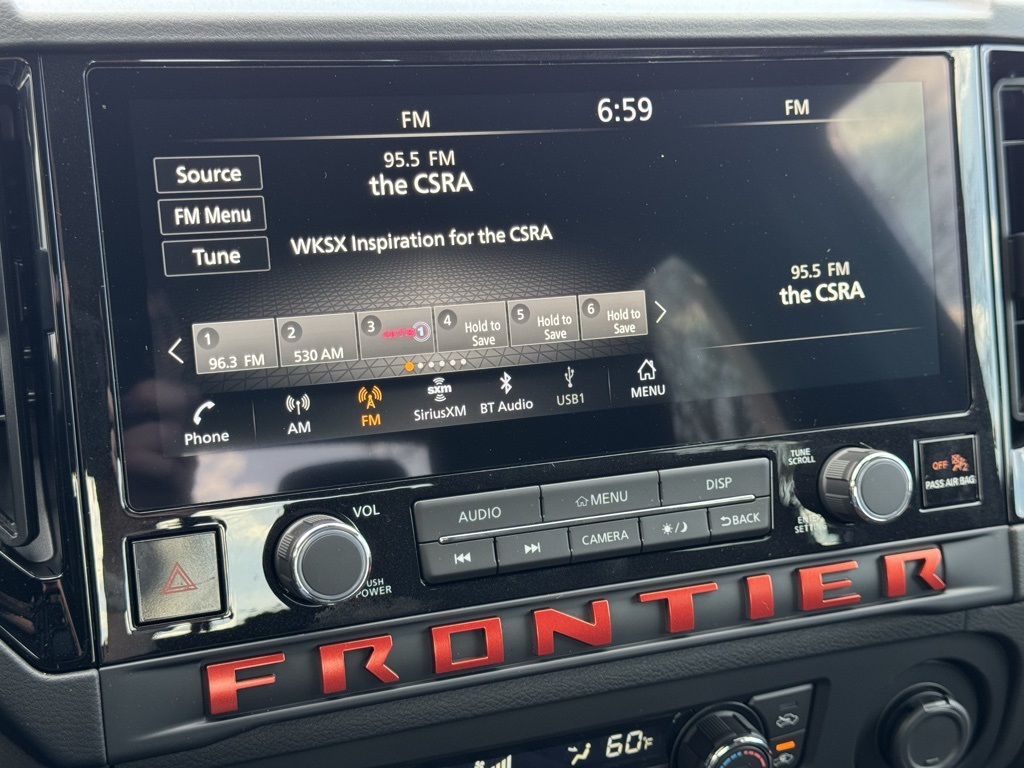 FM
6:59
FM
Source
95.5 FM
the CSRA
FM Menu
Tune
WKSX Inspiration for the CSRA
95.5 FM
the CSRA
1 96.3 FM
2 530 AM
3
1
4 Hold to Save
5 Hold to Save
6 Hold to Save
Phone
AM
FM
sxm
SiriusXM
BT Audio
USB1
MENU
VOL
PUSH
POWER
AUDIO
MENU
DISP
CAMERA
BACK
TUNE
SCROLL
OFF
PASS AIR BAG
FRONTIER
60°F